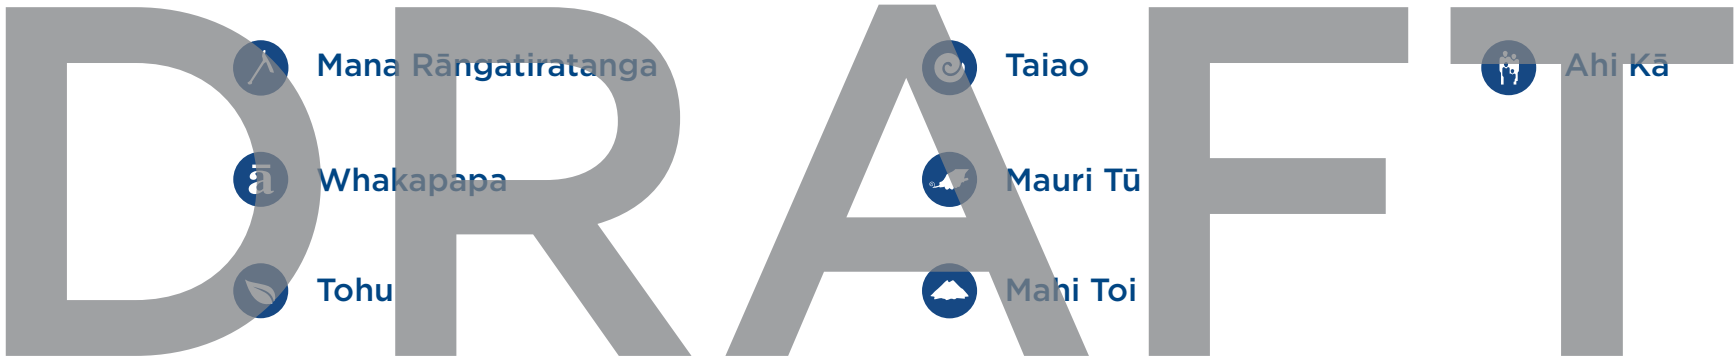 DRAFT
Mana Rāngatiratanga
Taiao
Ahi Kā
ā
Whakapapa
Mauri Tū
Tohu
Mahi Toi